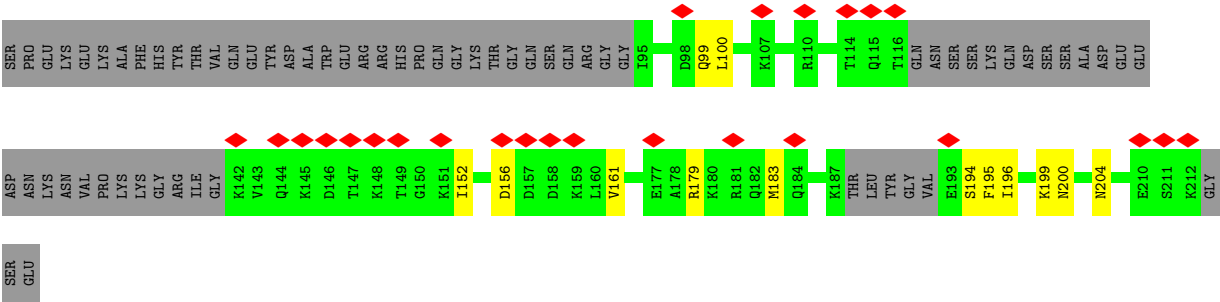 SER PRO GLU LYS GLU LYS ALA PHE HIS TYR THR VAL GLN GLU TYR ASP ALA TRP GLU ARG ARG HIS PRO GLN GLY LYS THR GLY GLN SER GLN ARG GLY GLY I95 D98 Q99 L100 K107 R110 T114 Q115 T116 GLN ASN SER SER LYS GLN ASP SER SER ALA ASP GLU GLU
ASP ASN LYS ASN VAL PRO LYS LYS GLY ARG ILE GLY K142 V143 Q144 K145 D146 T147 K148 T149 G150 K151 I152 D156 D157 D158 K159 L160 V161 E177 A178 R179 K180 R181 Q182 M183 Q184 K187 THR LEU TYR GLY VAL E193 S194 F195 I196 K199 N200 N204 E210 S211 K212 GLY
SER GLU